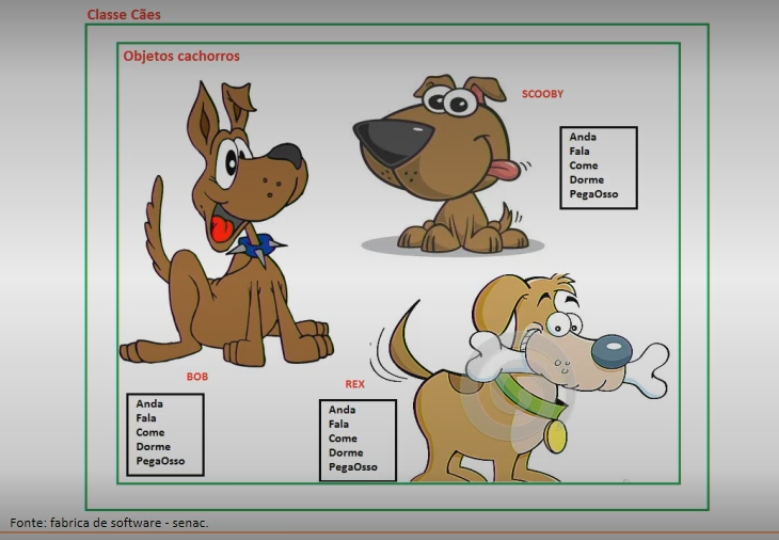 Classe Cães
Objetos cachorros
SCOOBY
Anda
Fala
Come
Dorme
PegaOsso
BOB
Anda
Fala
Come
Dorme
PegaOsso
REX
Anda
Fala
Come
Dorme
PegaOsso
Fonte: fabrica de software - senac.